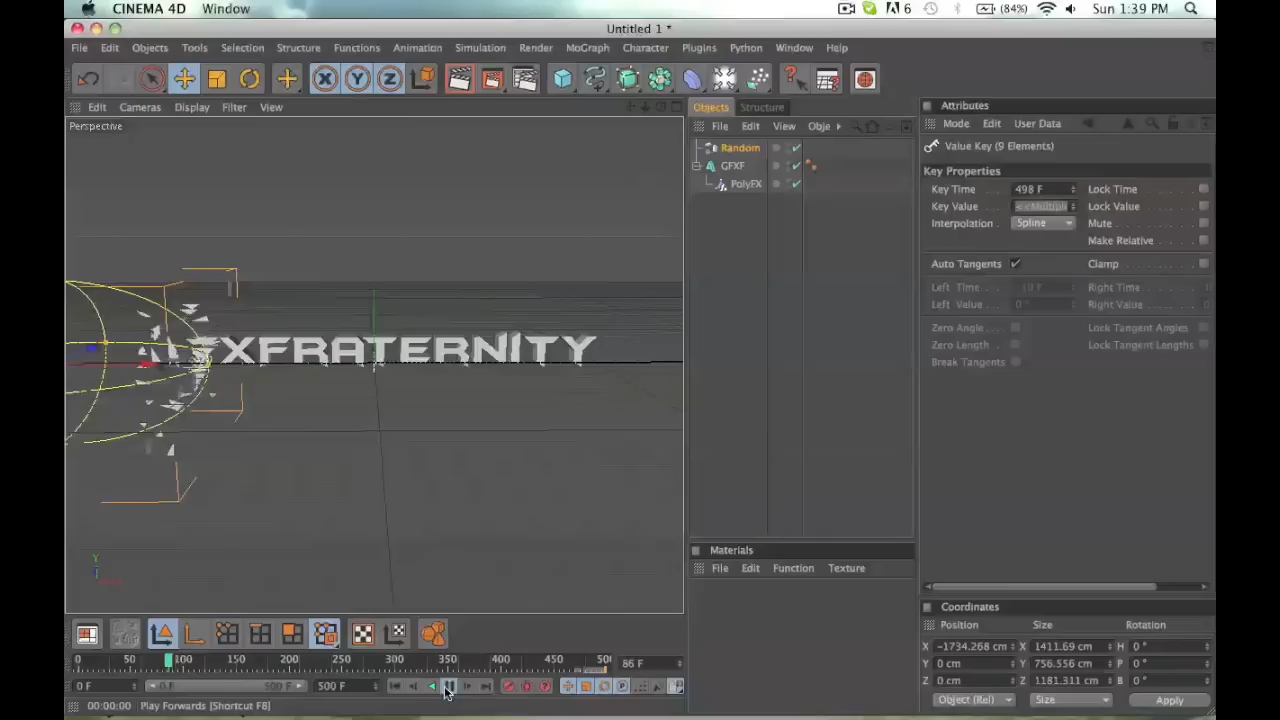 CINEMA 4D Window
6 (84%) Sun 1:39 PM
Untitled 1 *
File Edit Objects Tools Selection Structure Functions Animation Simulation Render MoGraph Character Plugins Python Window Help
X Y Z
Edit Cameras Display Filter View
Perspective
XFRATERNITY
Y
Objects Structure
File Edit View Obje
Random
GFXF
PolyFX
Materials
File Edit Function Texture
Attributes
Mode Edit User Data
Value Key (9 Elements)
Key Properties
Key Time 498 F Lock Time
Key Value Lock Value
Interpolation Spline Mute
Make Relative
Auto Tangents Clamp
Left Time Right Time
Left Value Right Value
Zero Angle Lock Tangent Angles
Zero Length Lock Tangent Lengths
Break Tangents
Coordinates
Position Size Rotation
X -1734.268 cm X 1411.69 cm H 0 °
Y 0 cm Y 756.556 cm P 0 °
Z 0 cm Z 1181.311 cm B 0 °
Object (Rel) Size Apply
0 50 100 150 200 250 300 350 400 450 86 F
0 F 0 F 500 F 500 F
00:00:00 Play Forwards [Shortcut F8]